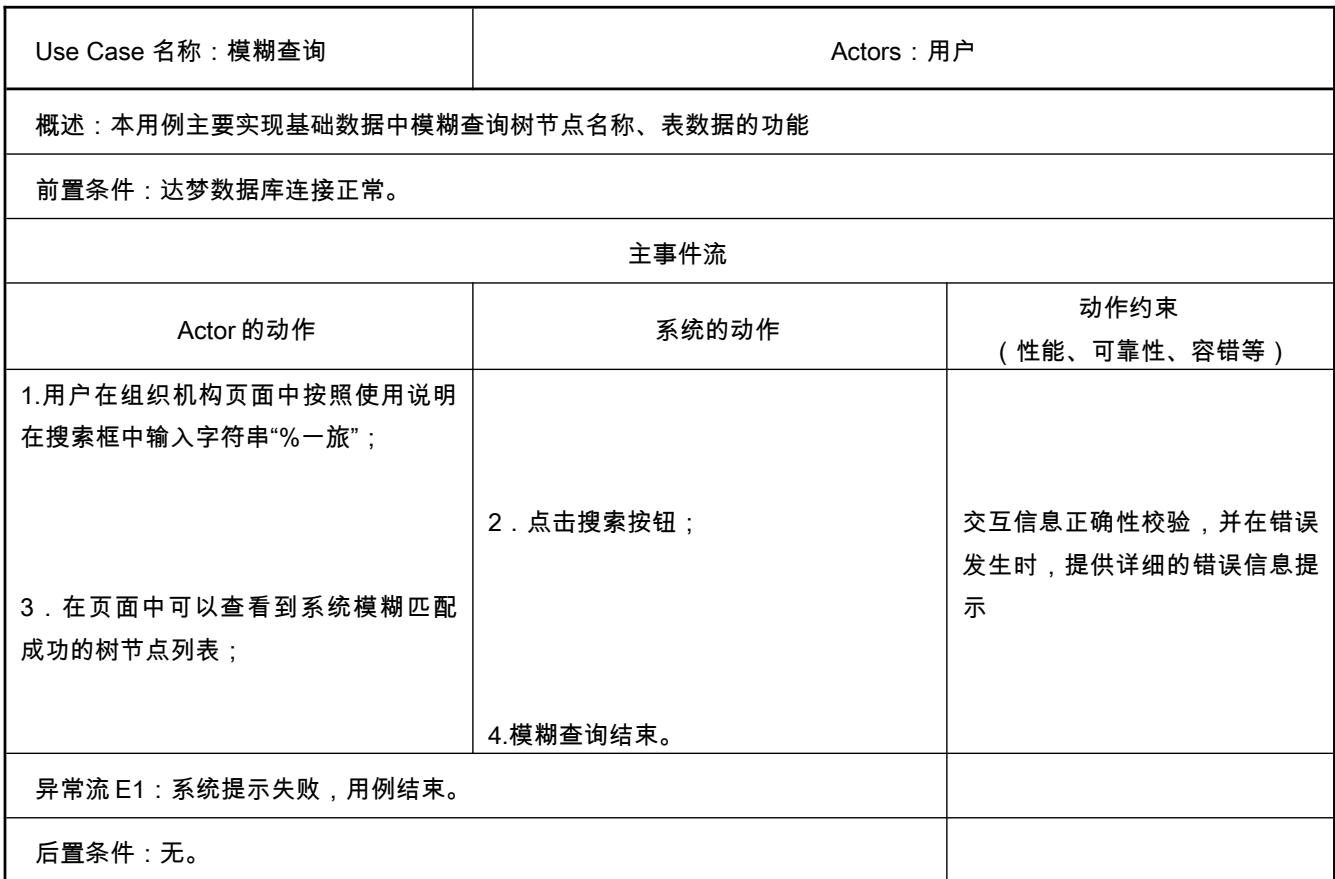 Use Case 名称：模糊查询
Actors：用户
概述：本用例主要实现基础数据中模糊查询树节点名称、表数据的功能
前置条件：达梦数据库连接正常。
主事件流
Actor 的动作
系统的动作
动作约束
（性能、可靠性、容错等）
1.用户在组织机构页面中按照使用说明
在搜索框中输入字符串“%一旅”；
2．点击搜索按钮；
3．在页面中可以查看到系统模糊匹配
成功的树节点列表；
4.模糊查询结束。
交互信息正确性校验，并在错误
发生时，提供详细的错误信息提
示
异常流 E1：系统提示失败，用例结束。
后置条件：无。